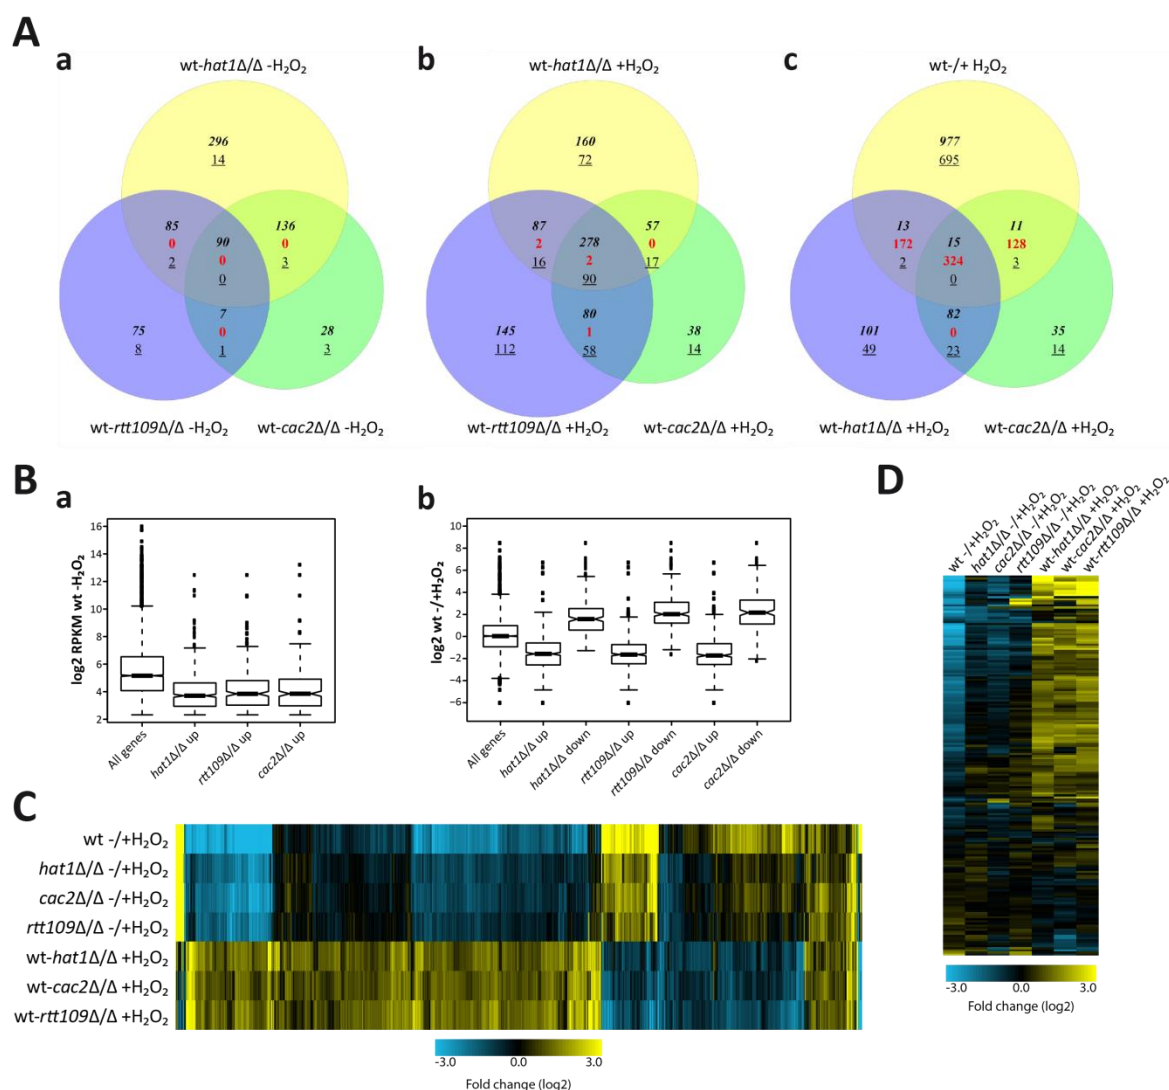 A
a
wt-hat1Δ/Δ -H₂O₂
296
14
85
0
2
90
0
0
136
0
3
7
0
1
75
8
28
3
wt-rtt109Δ/Δ -H₂O₂ wt-cac2Δ/Δ -H₂O₂
b
wt-hat1Δ/Δ +H₂O₂
160
72
87
2
16
278
2
90
57
0
17
80
1
58
145
112
38
14
wt-rtt109Δ/Δ +H₂O₂ wt-cac2Δ/Δ +H₂O₂
c
wt-/+ H₂O₂
977
695
13
172
2
15
324
0
11
128
3
82
0
23
101
49
35
14
wt-hat1Δ/Δ +H₂O₂ wt-cac2Δ/Δ +H₂O₂
B
a
log2 RPKM wt -H₂O₂
16
14
12
10
8
6
4
2
All genes
hat1Δ/Δ up
rtt109Δ/Δ up
cac2Δ/Δ up
b
log2 wt -/+H₂O₂
10
8
6
4
2
0
−2
−4
−6
All genes
hat1Δ/Δ up
hat1Δ/Δ down
rtt109Δ/Δ up
rtt109Δ/Δ down
cac2Δ/Δ up
cac2Δ/Δ down
C
wt -/+H₂O₂
hat1Δ/Δ -/+H₂O₂
cac2Δ/Δ -/+H₂O₂
rtt109Δ/Δ -/+H₂O₂
wt-hat1Δ/Δ +H₂O₂
wt-cac2Δ/Δ +H₂O₂
wt-rtt109Δ/Δ +H₂O₂
-3.0 0.0 3.0
Fold change (log2)
D
wt -/+H₂O₂
hat1Δ/Δ -/+H₂O₂
cac2Δ/Δ -/+H₂O₂
rtt109Δ/Δ -/+H₂O₂
wt-hat1Δ/Δ +H₂O₂
wt-cac2Δ/Δ +H₂O₂
wt-rtt109Δ/Δ +H₂O₂
-3.0 0.0 3.0
Fold change (log2)